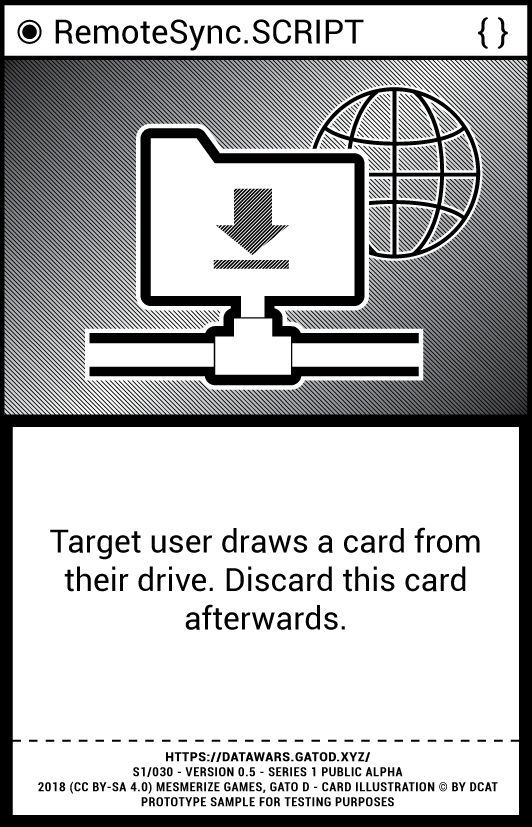 RemoteSync.SCRIPT { }
Target user draws a card from
their drive. Discard this card
afterwards.
HTTPS://DATAWARS.GATOD.XYZ/
S1/030 - VERSION 0.5 - SERIES 1 PUBLIC ALPHA
2018 (CC BY-SA 4.0) MESMERIZE GAMES, GATO D - CARD ILLUSTRATION © BY DCAT
PROTOTYPE SAMPLE FOR TESTING PURPOSES